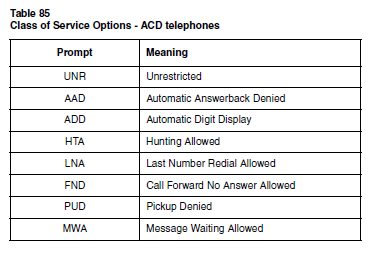 Table 85
Class of Service Options - ACD telephones
Prompt Meaning
UNR Unrestricted
AAD Automatic Answerback Denied
ADD Automatic Digit Display
HTA Hunting Allowed
LNA Last Number Redial Allowed
FND Call Forward No Answer Allowed
PUD Pickup Denied
MWA Message Waiting Allowed